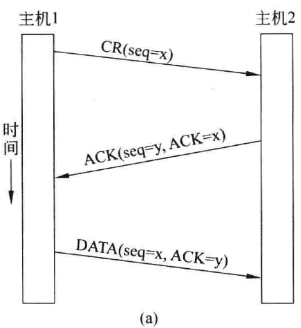 主机1
主机2
CR(seq=x)
时间
ACK(seq=y, ACK=x)
DATA(seq=x, ACK=y)
(a)